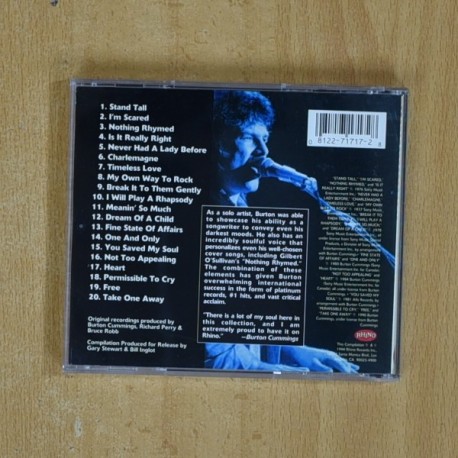 1. Stand Tall
2. I'm Scared
3. Nothing Rhymed
4. Is It Really Right
5. Never Had A Lady Before
6. Charlemagne
7. Timeless Love
8. My Own Way To Rock
9. Break It To Them Gently
10. I Will Play A Rhapsody
11. Meanin' So Much
12. Dream Of A Child
13. Fine State Of Affairs
14. One And Only
15. You Saved My Soul
16. Not Too Appealing
17. Heart
18. Permissible To Cry
19. Free
20. Take One Away
Original recordings produced by
Burton Cummings, Richard Perry &
Bruce Robb
Compilation Produced for Release by
Gary Stewart & Bill Inglot
As a solo artist, Burton was able
to showcase his ability as a
songwriter to convey even his
darkest moods. He also has an
incredibly soulful voice that
personalizes even his well-chosen
cover songs, including Gilbert
O'Sullivan's "Nothing Rhymed."
The combination of these
elements has given Burton
overwhelming international
success in the form of platinum
records, #1 hits, and vast critical
acclaim.
"There is a lot of my soul here in
this collection, and I am
extremely proud to have it on
Rhino."
—Burton Cummings
0 8122-71717-2 8
RHINO